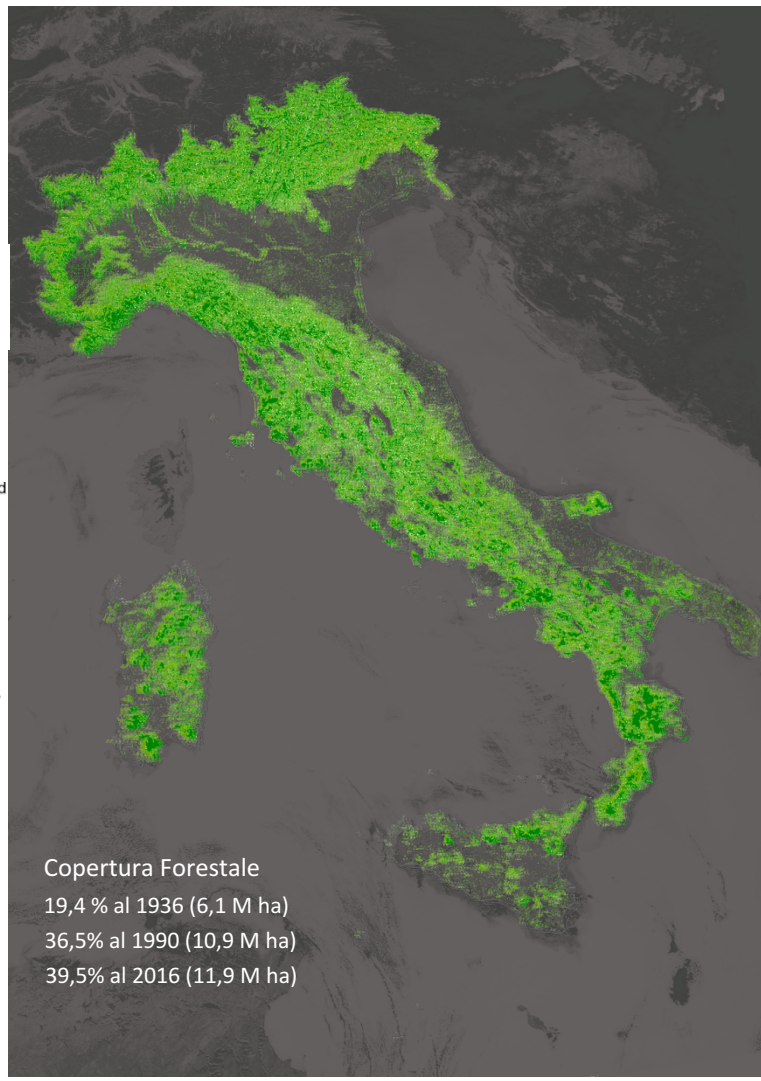 Copertura Forestale
19,4 % al 1936 (6,1 M ha)
36,5% al 1990 (10,9 M ha)
39,5% al 2016 (11,9 M ha)